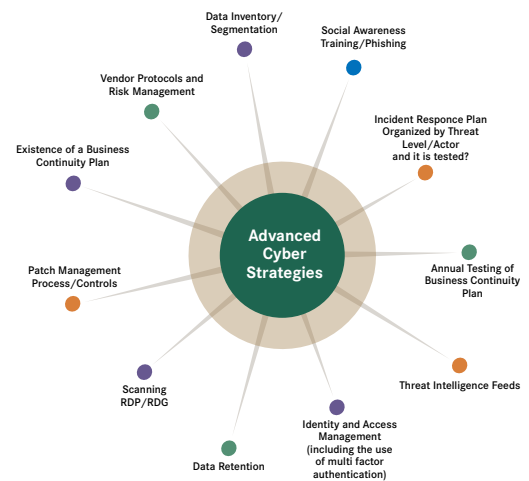 Data Inventory/
Segmentation
Social Awareness
Training/Phishing
Vendor Protocols and
Risk Management
Incident Responce Plan
Organized by Threat
Level/Actor
and it is tested?
Existence of a Business
Continuity Plan
Advanced
Cyber
Strategies
Annual Testing of
Business Continuity
Plan
Patch Management
Process/Controls
Threat Intelligence Feeds
Scanning
RDP/RDG
Identity and Access
Management
(including the use
of multi factor
authentication)
Data Retention